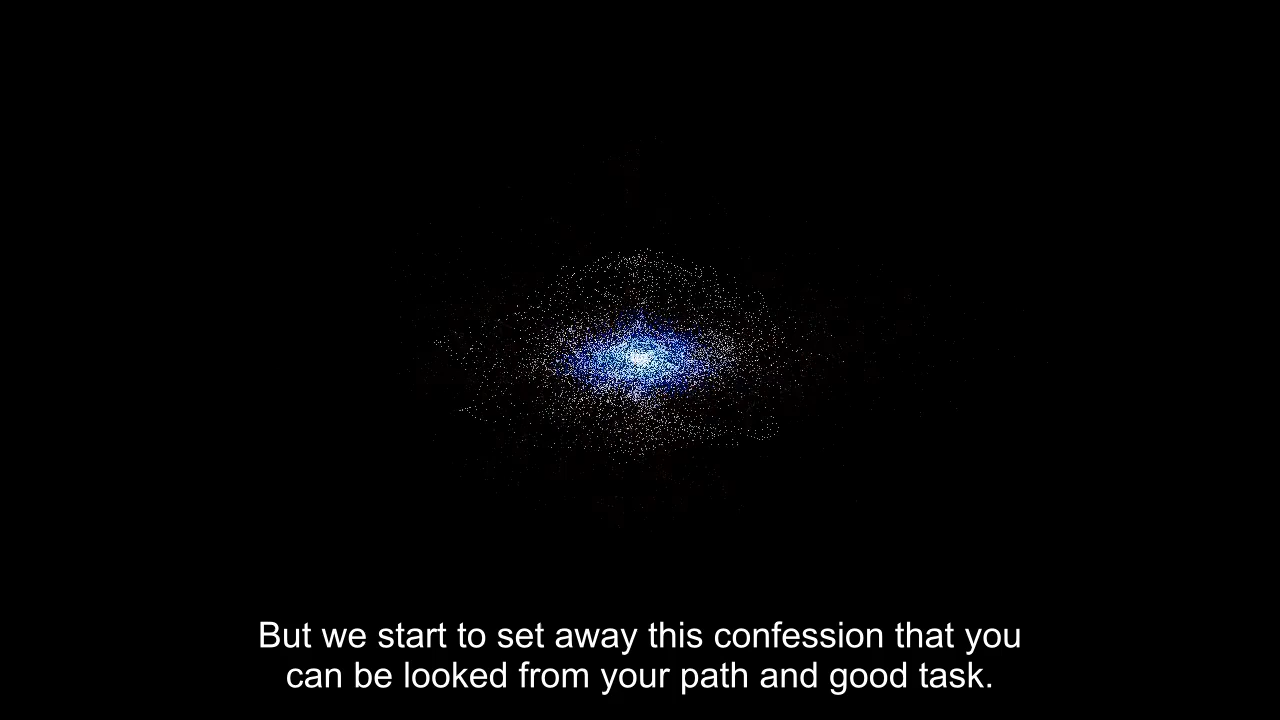 But we start to set away this confession that you
can be looked from your path and good task.